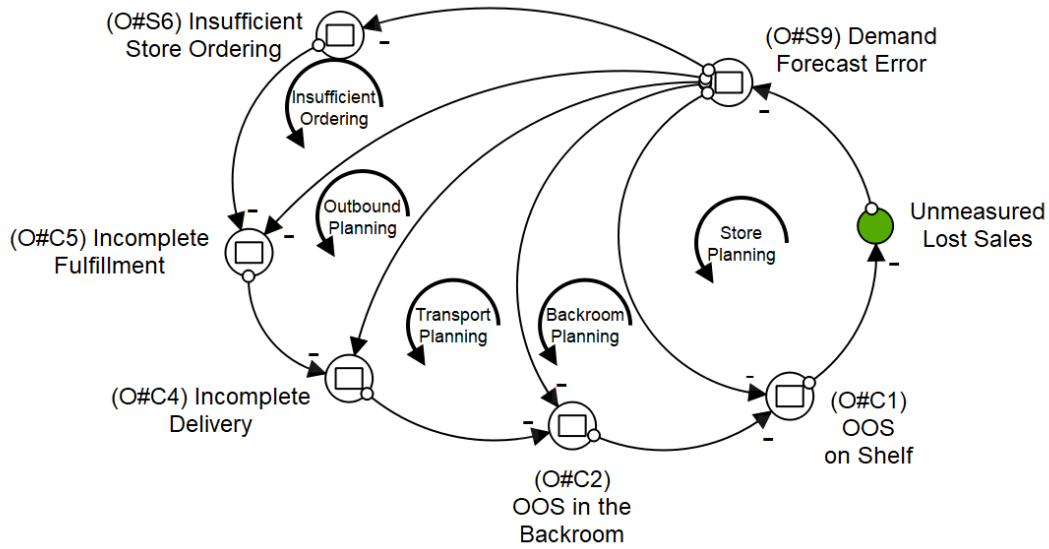 (O#S6) Insufficient
Store Ordering
-
(O#S9) Demand
Forecast Error
-
Insufficient
Ordering
-
-
(O#C5) Incomplete
Fulfillment
Outbound
Planning
Store
Planning
Unmeasured
Lost Sales
-
Transport
Planning
Backroom
Planning
-
(O#C4) Incomplete
Delivery
-
-
-
-
(O#C1)
OOS
on Shelf
(O#C2)
OOS in the
Backroom